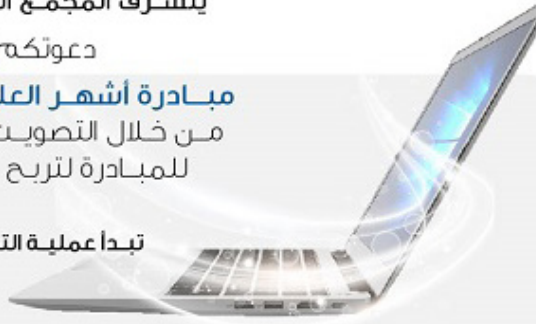 يتشرف المجمع
دعوتكم
مبادرة أشهر
من خلال التصويت
للمبادرة لتربح
تبدأ عملية